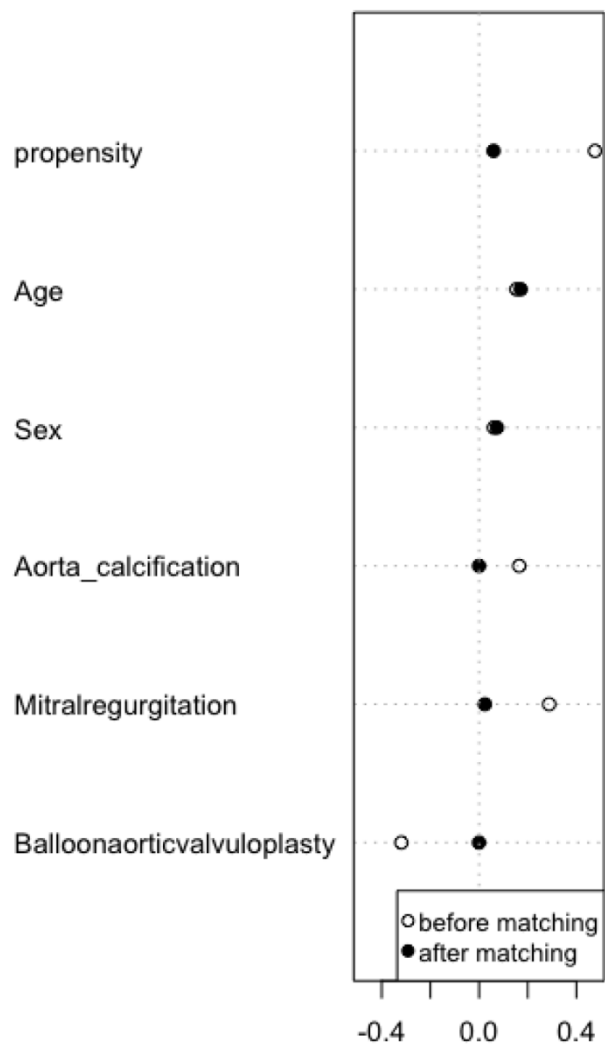 propensity
Age
Sex
Aorta_calcification
Mitralregurgitation
Balloonaorticvalvuloplasty
before matching
after matching
-0.4 0.0 0.4